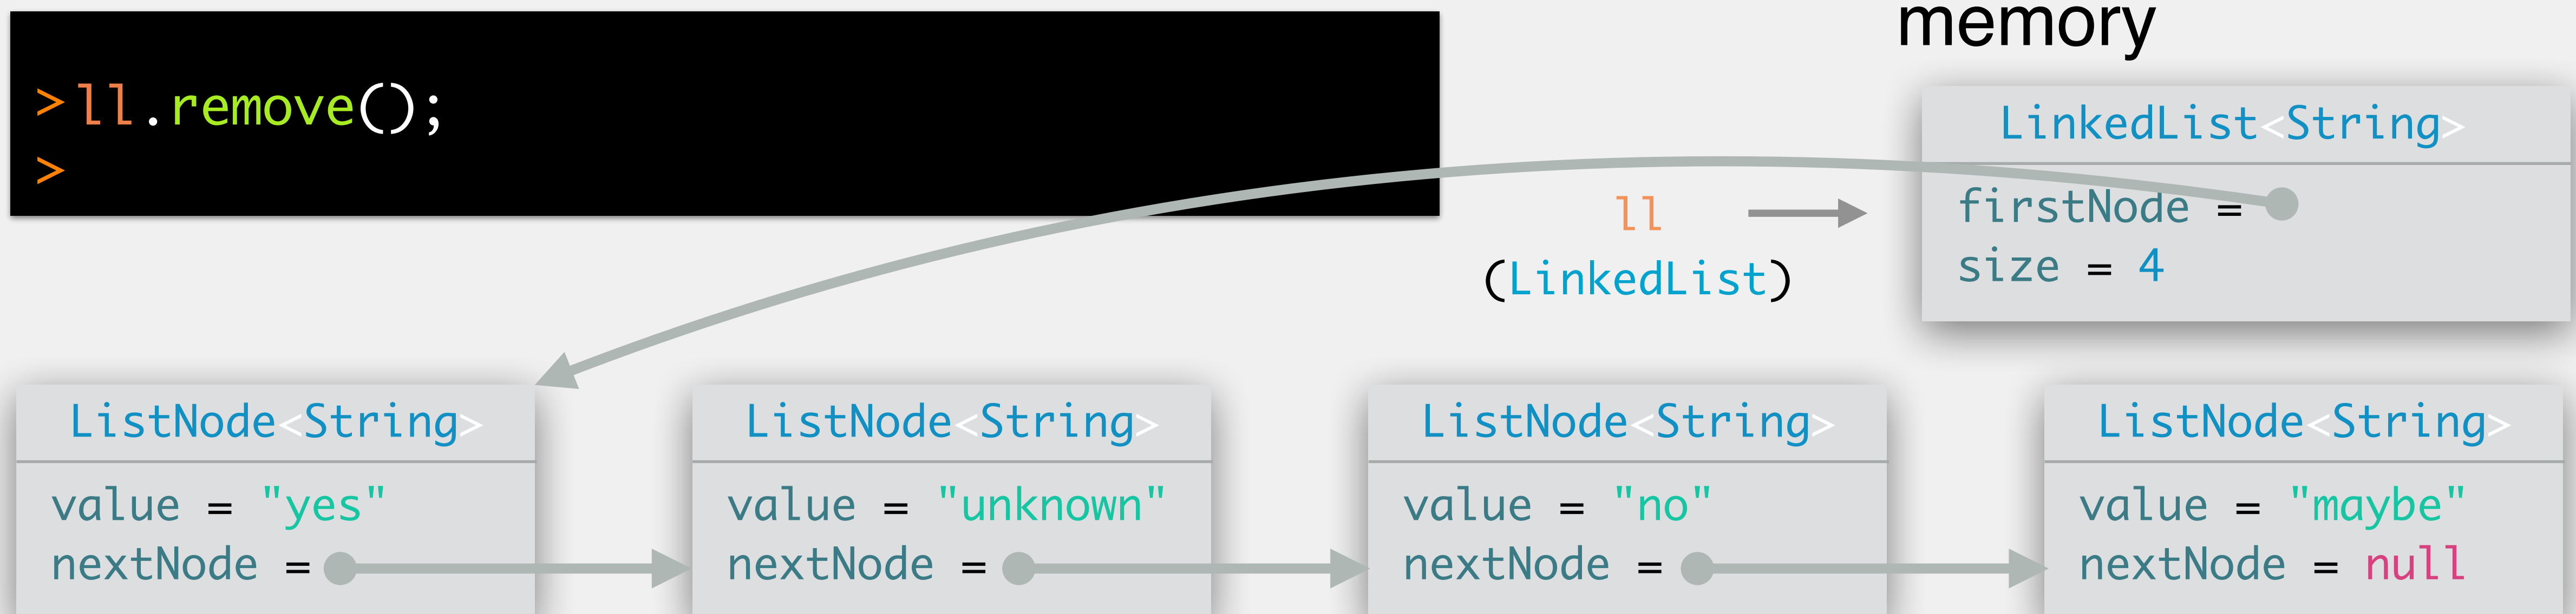 memory
>ll.remove();
>
LinkedList<String>
firstNode =
size = 4
ll
(LinkedList)
ListNode<String>
value = "yes"
nextNode =
ListNode<String>
value = "unknown"
nextNode =
ListNode<String>
value = "no"
nextNode =
ListNode<String>
value = "maybe"
nextNode = null